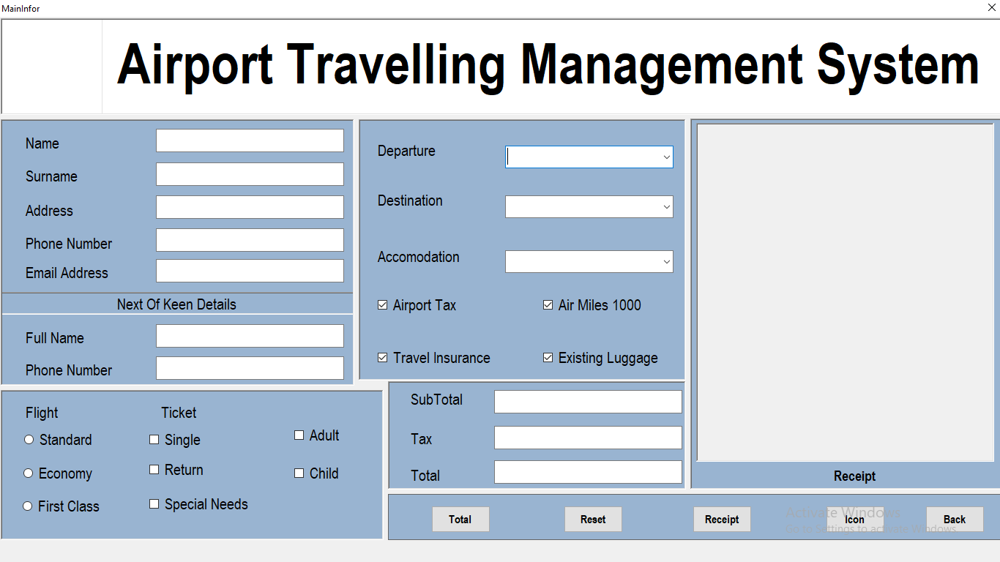 MainInfor
Airport Travelling Management System
Name
Surname
Address
Phone Number
Email Address
Next Of Keen Details
Full Name
Phone Number
Flight
Ticket
Standard
Single
Adult
Economy
Return
Child
First Class
Special Needs
Departure
Destination
Accomodation
Airport Tax
Air Miles 1000
Travel Insurance
Existing Luggage
SubTotal
Tax
Total
Receipt
Total
Reset
Receipt
Icon
Back
Activate Windows
Go to Settings to activate Windows.